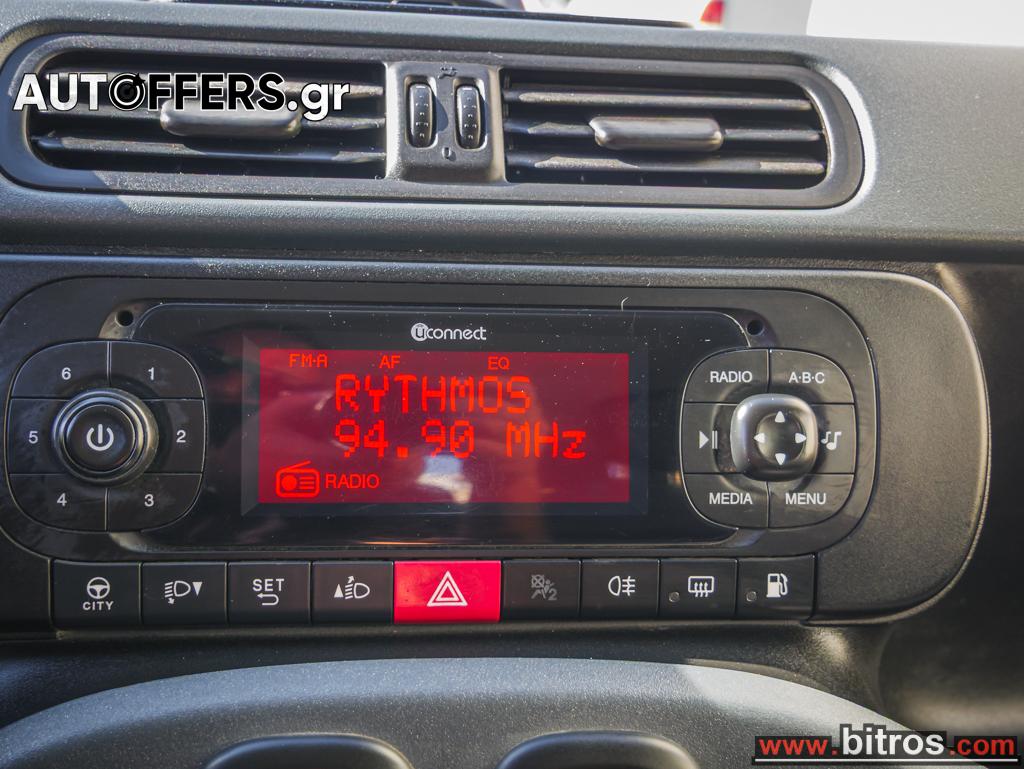 AUTOFFERS.gr
uconnect
FM-A AF EQ
RYTHMOS
94.90 MHz
RADIO
6 1
5 2
4 3
RADIO A·B·C
MEDIA MENU
CITY
SET
2
www.bitros.com